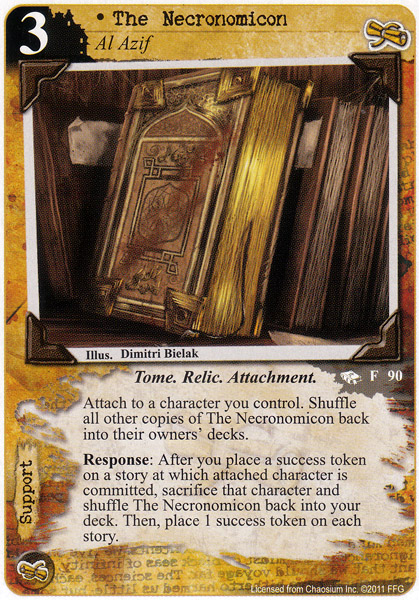 3
• The Necronomicon
Al Azif
Illus. Dimitri Bielak
Tome. Relic. Attachment.
F 90
Attach to a character you control. Shuffle
all other copies of The Necronomicon back
into their owners' decks.
Response: After you place a success token
on a story at which attached character is
committed, sacrifice that character and
shuffle The Necronomicon back into your
deck. Then, place 1 success token on each
story.
Support
Licensed from Chaosium Inc. ©2011 FFG